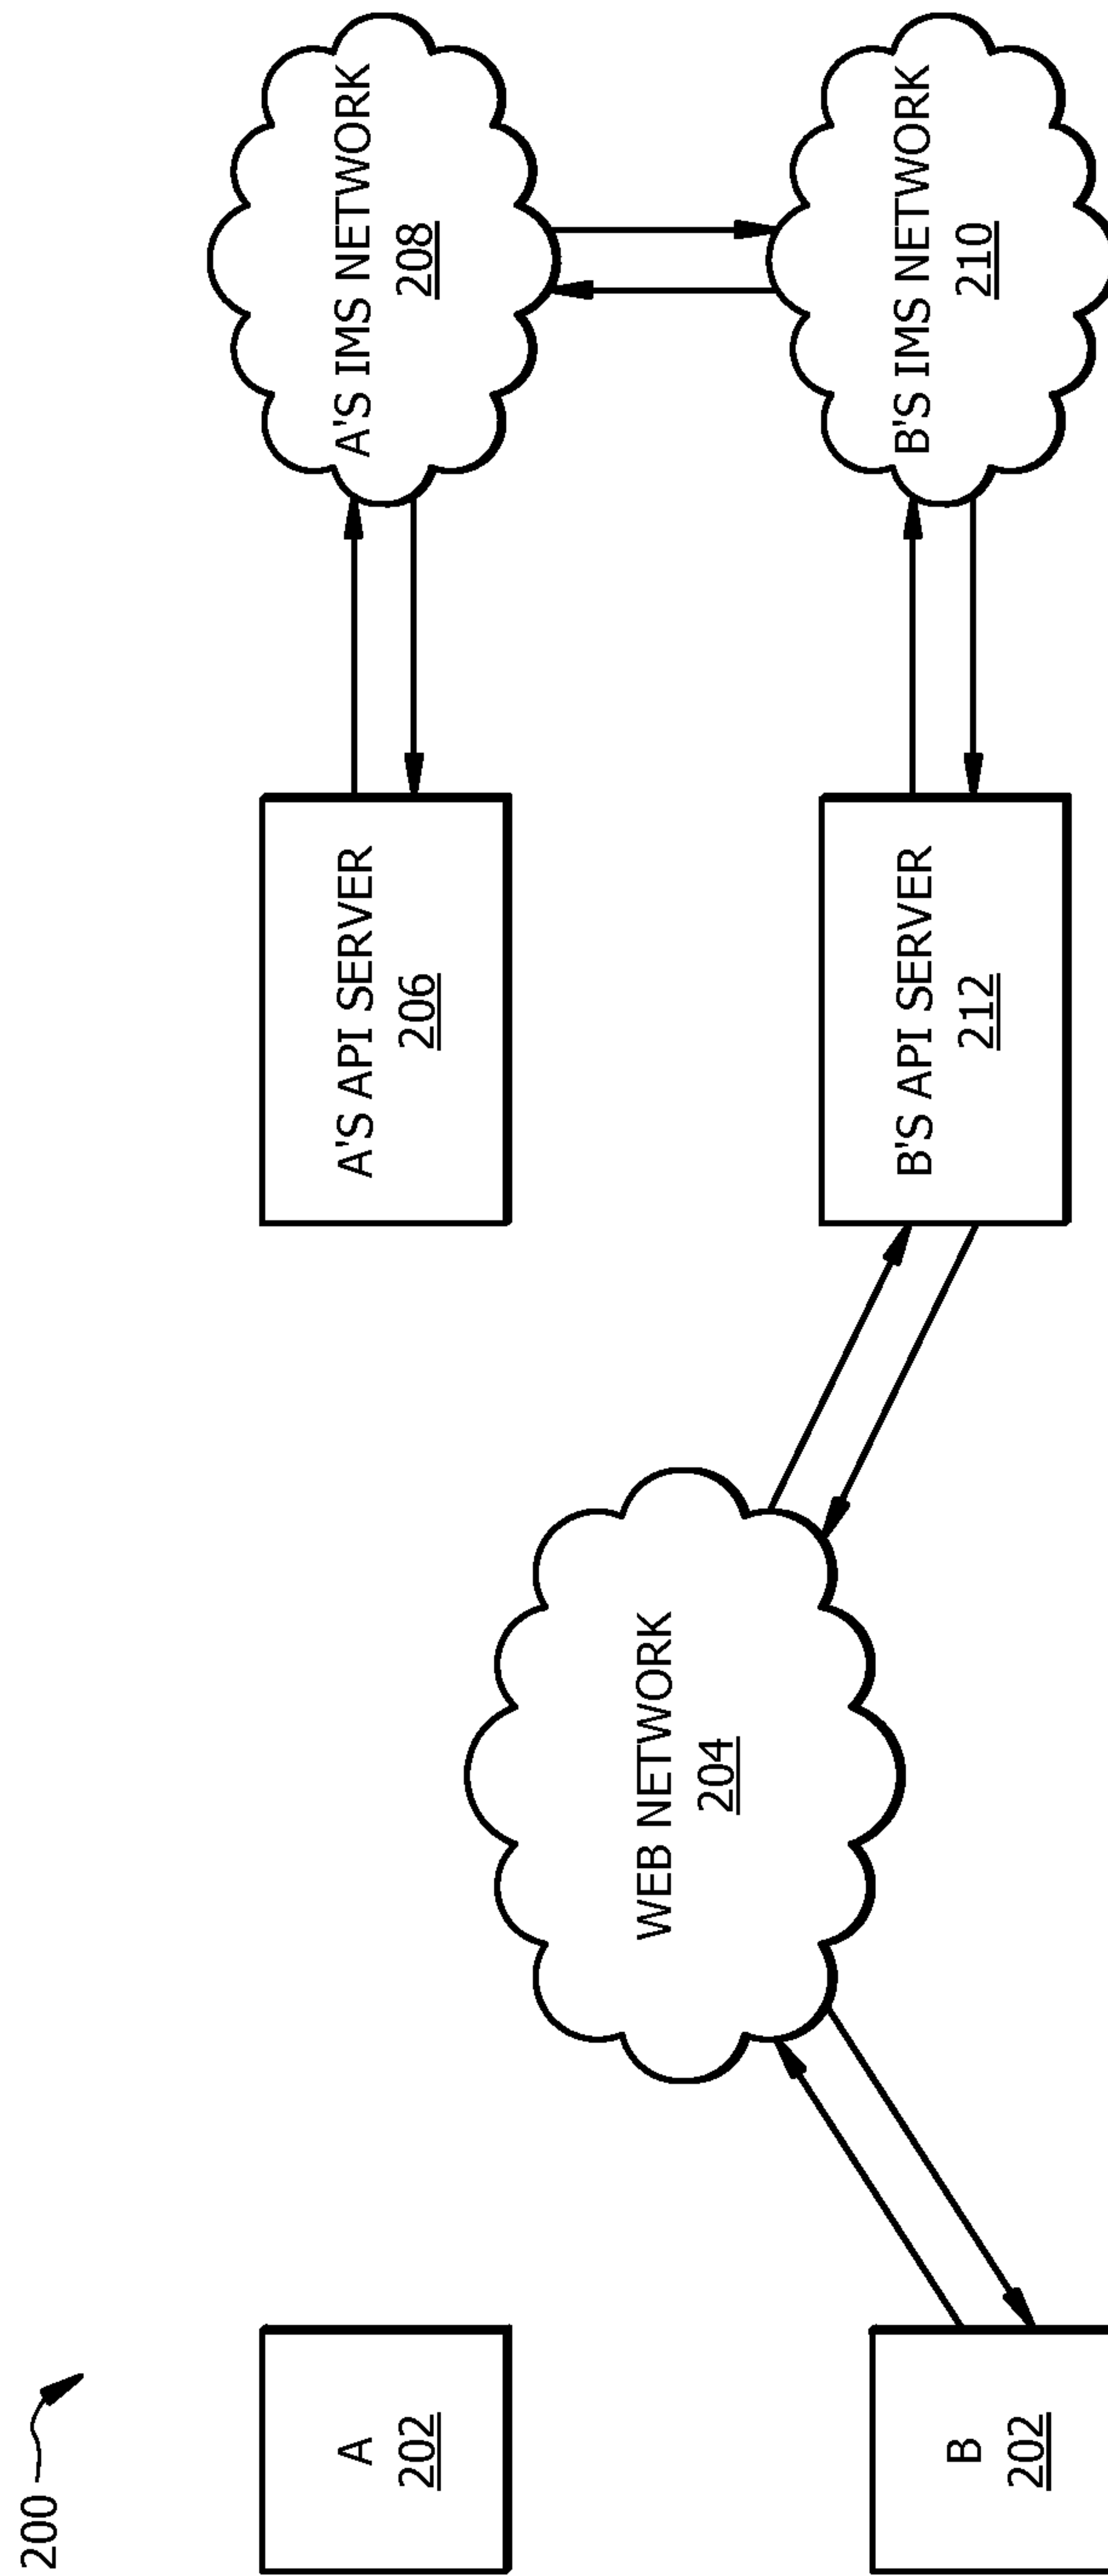 200
A
202
B
202
WEB NETWORK
204
A'S API SERVER
206
B'S API SERVER
212
A'S IMS NETWORK
208
B'S IMS NETWORK
210